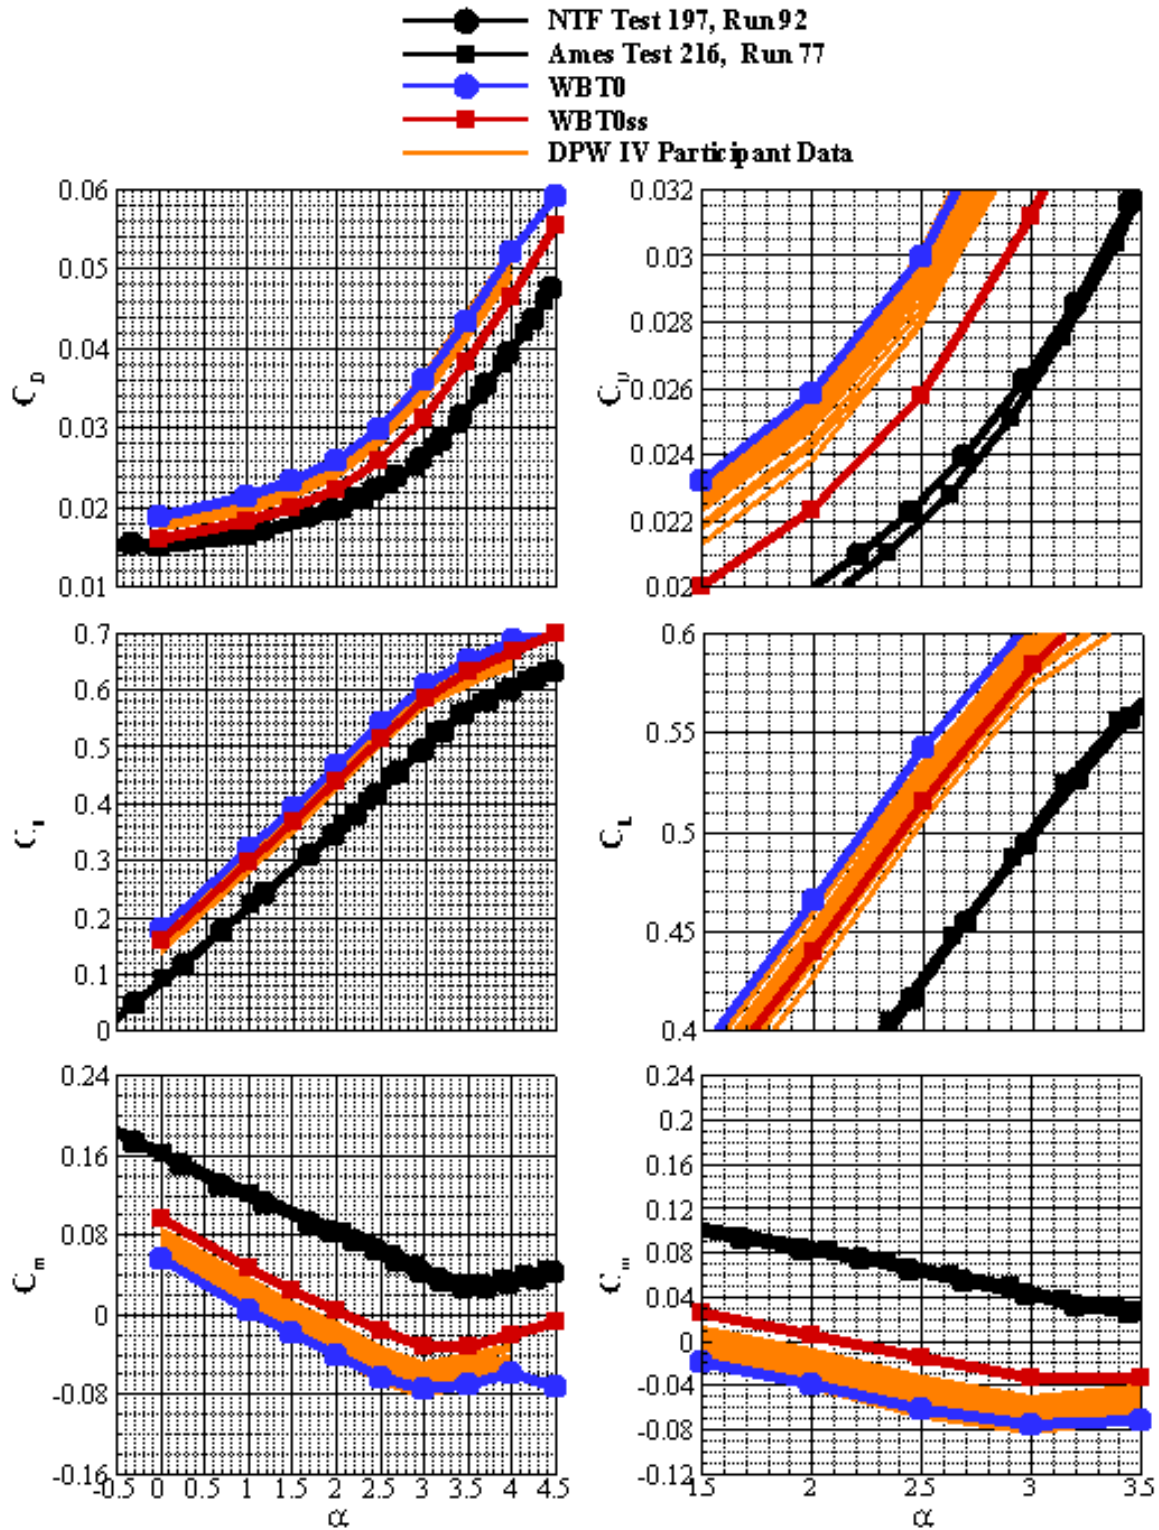 NTF Test 197, Run 92
Ames Test 216, Run 77
WBT0
WBT0ss
DPW IV Participant Data
0.06
0.05
0.04
0.03
0.02
0.01
C_D
0.032
0.03
0.028
0.026
0.024
0.022
0.02
C_D
0.7
0.6
0.5
0.4
0.3
0.2
0.1
0
C_L
0.6
0.55
0.5
0.45
0.4
C_L
0.24
0.16
0.08
0
-0.08
-0.16
C_m
-0.5 0 0.5 1 1.5 2 2.5 3 3.5 4 4.5
α
0.24
0.2
0.16
0.12
0.08
0.04
0
-0.04
-0.08
-0.12
C_m
1.5 2 2.5 3 3.5
α